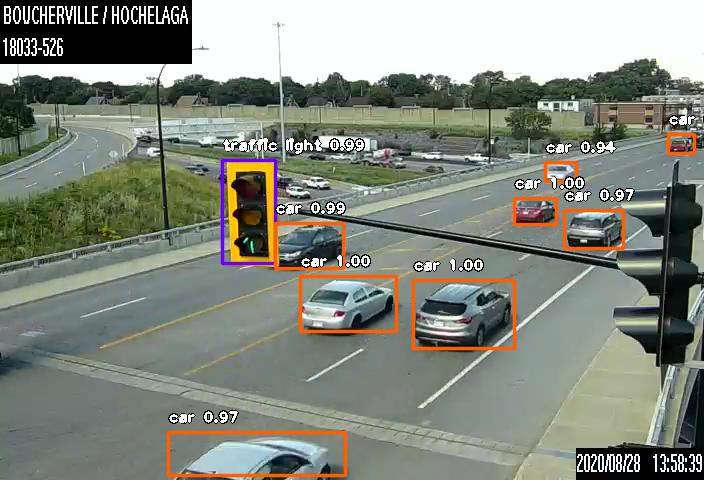 BOUCHERVILLE / HOCHELAGA
18033-526
traffic light 0.99
car 0.94
car
car 1.00
car 0.97
car 0.99
car 1.00
car 1.00
car 0.97
2020/08/28 13:58:39